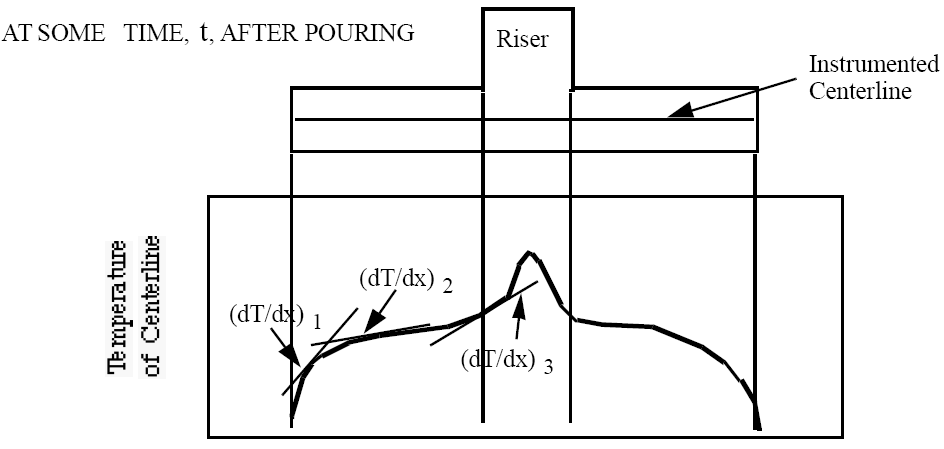 AT SOME TIME, t, AFTER POURING
Riser
Instrumented
Centerline
Temperature
of Centerline
(dT/dx) 1
(dT/dx) 2
(dT/dx) 3